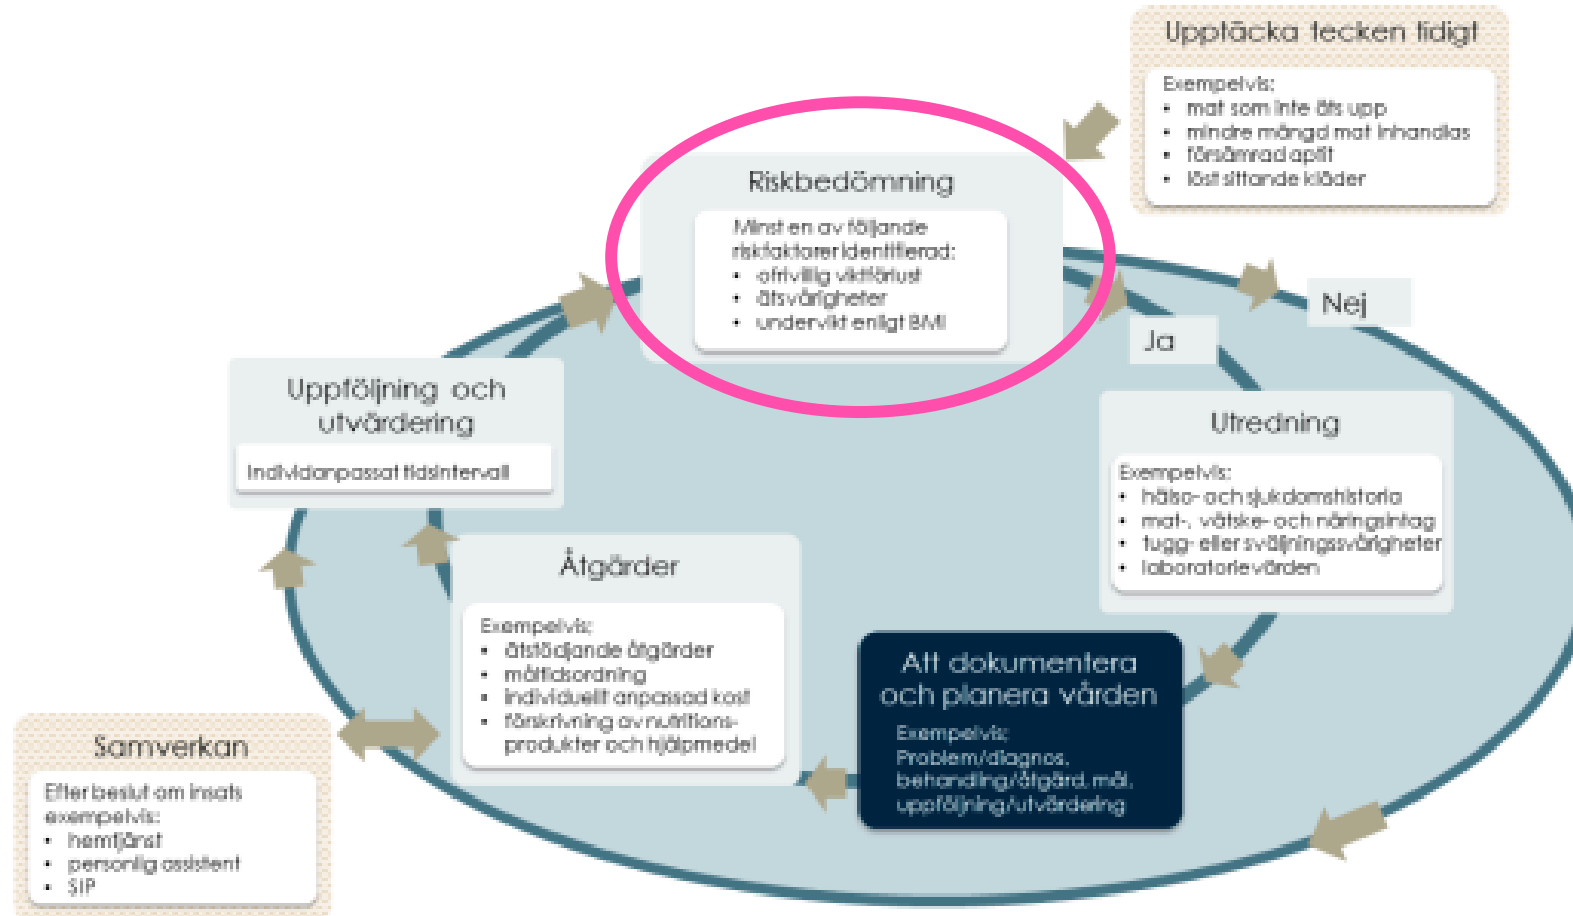 Upptäcka tecken tidigt
Exempelvis:
• mat som inte äts upp
• mindre mängd mat inhandlas
• försämrad aptit
• löst sittande kläder
Riskbedömning
Minst en av följande
riskfaktorer identifierad:
• ofrivillig viktförlust
• ätsvårigheter
• undervikt enligt BMI
Nej
Ja
Utredning
Exempelvis:
• hälso- och sjukdomshistoria
• mat-, vätske- och näringsintag
• tugg- eller sväljningssvårigheter
• laboratorievärden
Att dokumentera
och planera vården
Exempelvis:
Problem/diagnos,
behandling/åtgärd, mål,
uppföljning/utvärdering
Åtgärder
Exempelvis:
• ätstödjande åtgärder
• måltidsordning
• individuellt anpassad kost
• förskrivning av nutritions-
produkter och hjälpmedel
Uppföljning och
utvärdering
Individanpassat tidsintervall
Samverkan
Efter beslut om insats
exempelvis:
• hemtjänst
• personlig assistent
• SIP